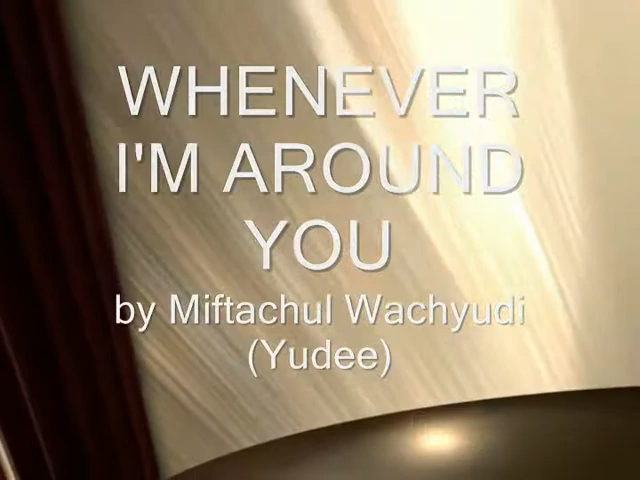 WHENEVER
I'M AROUND
YOU
by Miftachul Wachyudi
(Yudee)